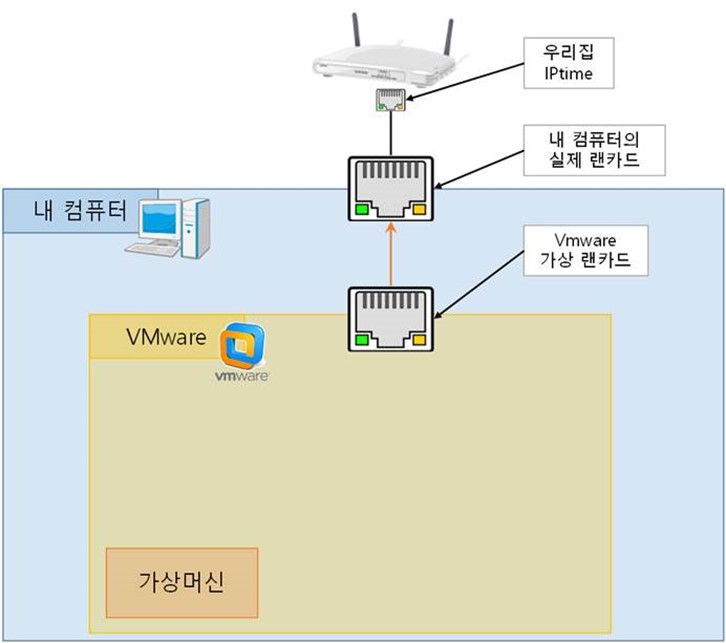 우리집
IPtime
내 컴퓨터의
실제 랜카드
내 컴퓨터
Vmware
가상 랜카드
VMware
vmware
가상머신